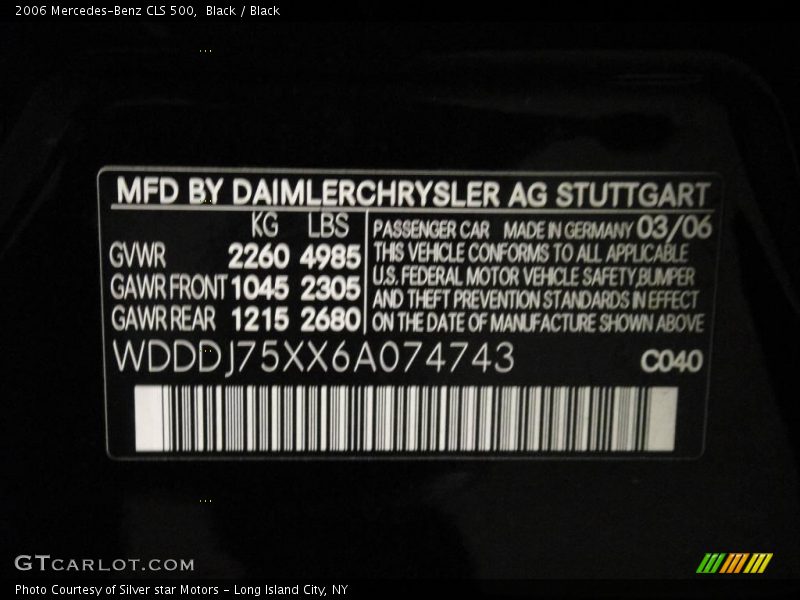 2006 Mercedes-Benz CLS 500,  Black / Black
MFD BY DAIMLERCHRYSLER AG STUTTGART
KG LBS
GVWR 2260 4985
GAWR FRONT 1045 2305
GAWR REAR 1215 2680
PASSENGER CAR MADE IN GERMANY 03/06
THIS VEHICLE CONFORMS TO ALL APPLICABLE
U.S. FEDERAL MOTOR VEHICLE SAFETY,BUMPER
AND THEFT PREVENTION STANDARDS IN EFFECT
ON THE DATE OF MANUFACTURE SHOWN ABOVE
WDDDJ75XX6A074743 C040
GTCARLOT.COM
Photo Courtesy of Silver star Motors - Long Island City, NY